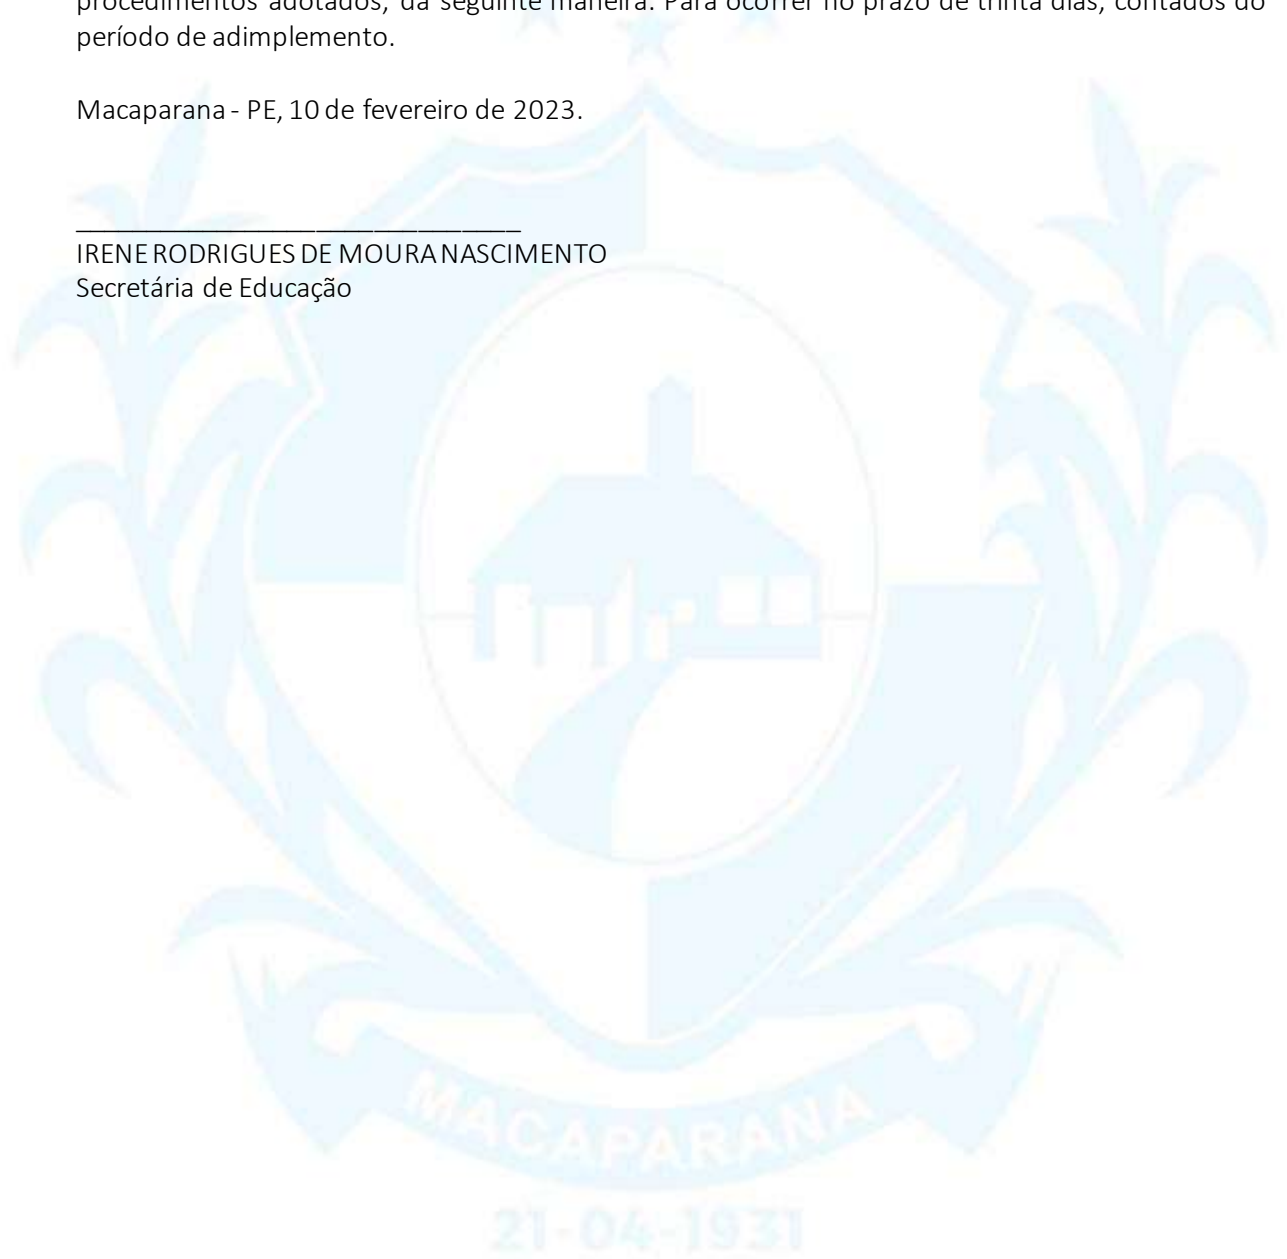 procedimentos adotados, da seguinte maneira: Para ocorrer no prazo de trinta dias, contados do
período de adimplemento.
Macaparana - PE, 10 de fevereiro de 2023.
________________________________
IRENE RODRIGUES DE MOURA NASCIMENTO
Secretária de Educação
MACAPARANA
21-04-1931